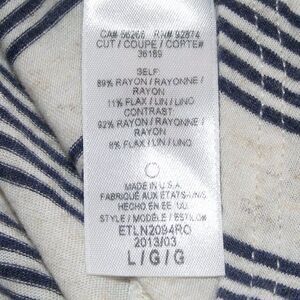 CA# 56266 RN# 92874
CUT / COUPE / CORTE#
36189
SELF:
89% RAYON / RAYONNE /
RAYON
11% FLAX / LIN / LINO
CONTRAST:
92% RAYON / RAYONNE /
RAYON
8% FLAX / LIN / LINO
MADE IN U.S.A.
FABRIQUÉ AUX ETATS-UNIS
HECHO EN EE.UU.
STYLE / MODÈLE / ESTILO#
ETLN2094RO
2013/03
L/G/G